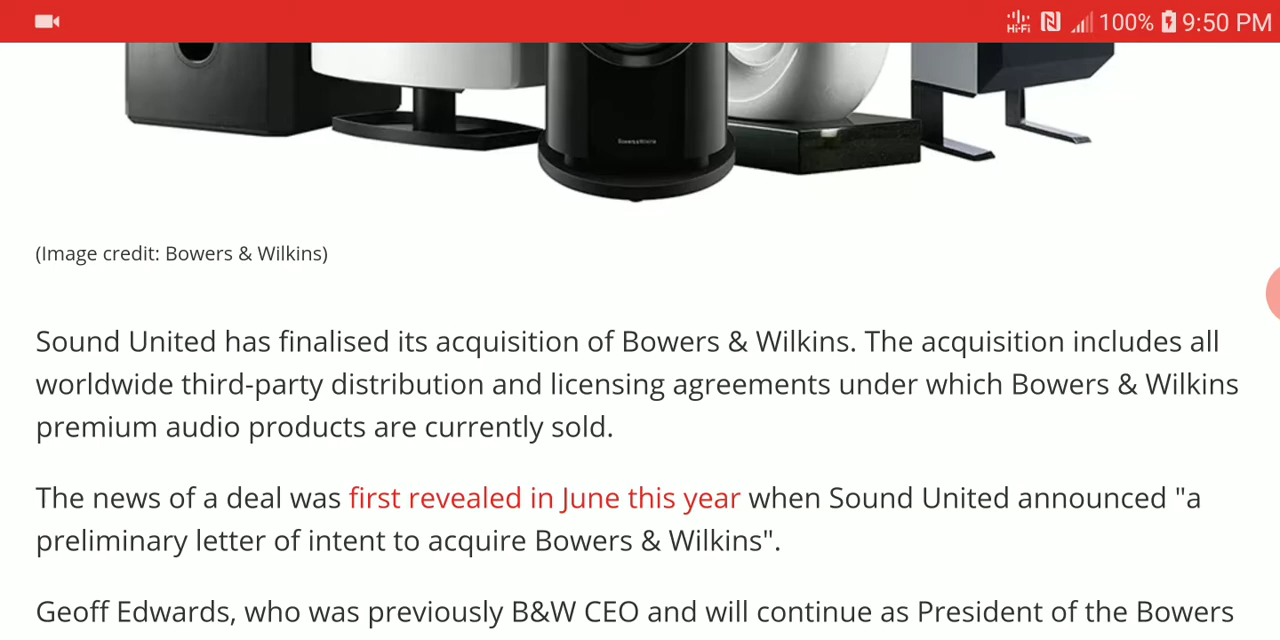 Hi-Fi 100% 9:50 PM
(Image credit: Bowers & Wilkins)
Sound United has finalised its acquisition of Bowers & Wilkins. The acquisition includes all
worldwide third-party distribution and licensing agreements under which Bowers & Wilkins
premium audio products are currently sold.
The news of a deal was first revealed in June this year when Sound United announced "a
preliminary letter of intent to acquire Bowers & Wilkins".
Geoff Edwards, who was previously B&W CEO and will continue as President of the Bowers